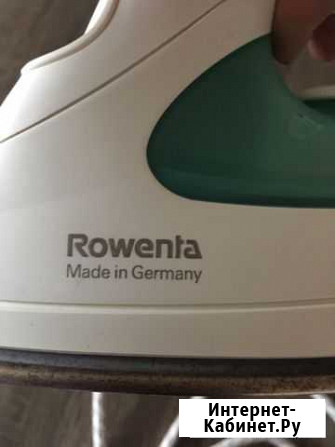 Rowenta
Made in Germany
Интернет-
Кабинет.Ру